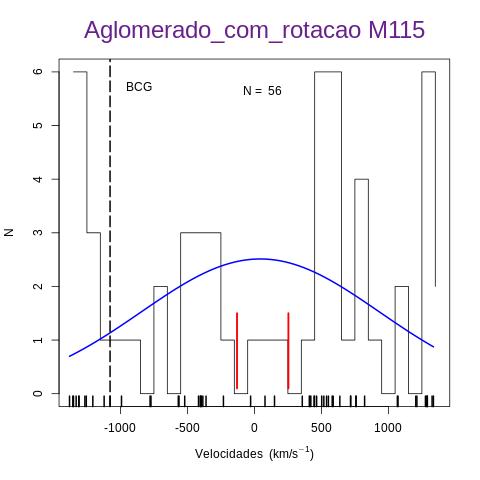 Aglomerado_com_rotacao M115
BCG
N = 56
6
5
4
3
2
1
0
N
-1000 -500 0 500 1000
Velocidades (km/s⁻¹)